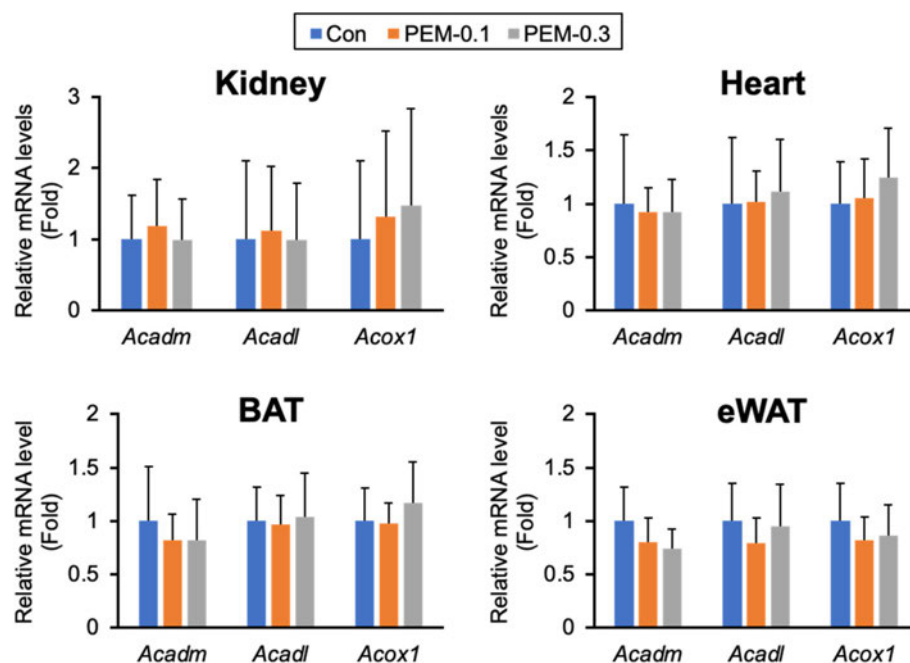 Con PEM-0.1 PEM-0.3
Kidney
Relative mRNA levels
(Fold)
3
2
1
0
Acadm Acadl Acox1
Heart
Relative mRNA levels
(Fold)
2
1.5
1
0.5
0
Acadm Acadl Acox1
BAT
Relative mRNA level
(Fold)
2
1.5
1
0.5
0
Acadm Acadl Acox1
eWAT
Relative mRNA level
(Fold)
2
1.5
1
0.5
0
Acadm Acadl Acox1